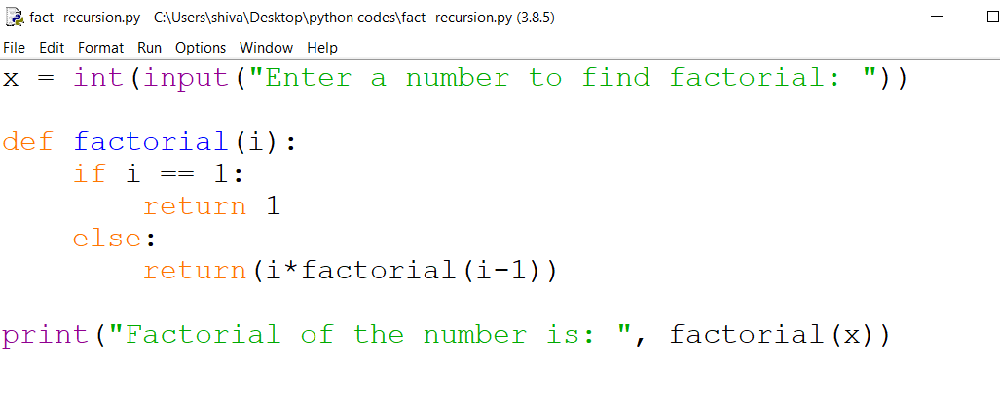 fact- recursion.py - C:\Users\shiva\Desktop\python codes\fact- recursion.py (3.8.5)
File Edit Format Run Options Window Help
x = int(input("Enter a number to find factorial: "))
def factorial(i):
    if i == 1:
        return 1
    else:
        return(i*factorial(i-1))
print("Factorial of the number is: ", factorial(x))